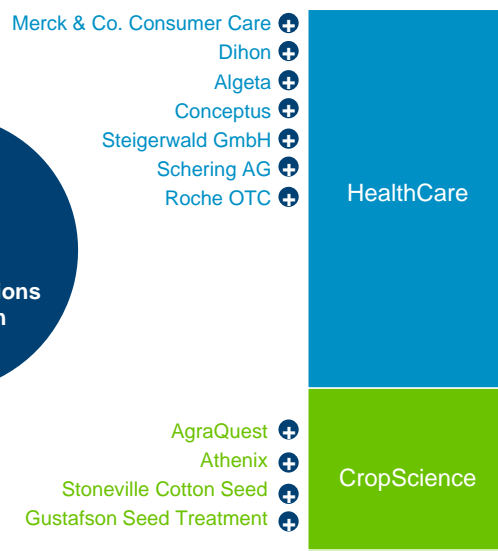 Merck & Co. Consumer Care
Dihon
Algeta
Conceptus
Steigerwald GmbH
Schering AG
Roche OTC
HealthCare
AgraQuest
Athenix
Stoneville Cotton Seed
Gustafson Seed Treatment
CropScience